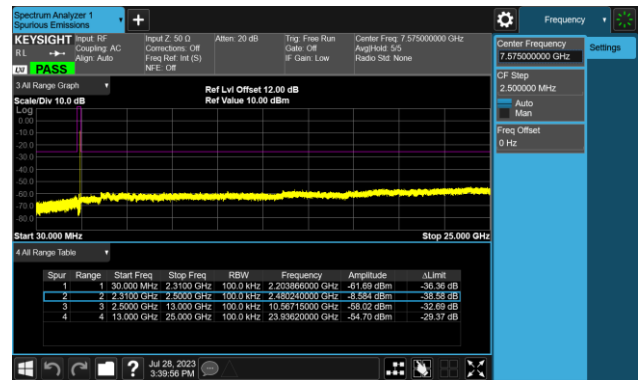 Spectrum Analyzer 1
Spurious Emissions
+
Frequency
KEYSIGHT
RL
LW PASS
Input: RF
Coupling: AC
Align: Auto
Input Z: 50 Ω
Corrections: Off
Freq Ref: Int (S)
NFE: Off
Atten: 20 dB
Trig: Free Run
Gate: Off
IF Gain: Low
Center Freq: 7.575000000 GHz
Avg|Hold: 5/5
Radio Std: None
Center Frequency
7.575000000 GHz
Settings
CF Step
2.500000 MHz
Auto
Man
Freq Offset
0 Hz
3 All Range Graph
Scale/Div 10.0 dB
Ref Lvl Offset 12.00 dB
Ref Value 10.00 dBm
Log
0.00
-10.0
-20.0
-30.0
-40.0
-50.0
-60.0
-70.0
-80.0
Start 30.000 MHz
Stop 25.000 GHz
4 All Range Table
Spur Range Start Freq Stop Freq RBW Frequency Amplitude ΔLimit
1 1 30.000 MHz 2.3100 GHz 100.0 kHz 2.203866000 GHz -61.69 dBm -36.36 dB
2 2 2.3100 GHz 2.5000 GHz 100.0 kHz 2.480240000 GHz -8.584 dBm -38.58 dB
3 3 2.5000 GHz 13.000 GHz 100.0 kHz 10.56715000 GHz -58.02 dBm -32.69 dB
4 4 13.000 GHz 25.000 GHz 100.0 kHz 23.93620000 GHz -54.70 dBm -29.37 dB
?
Jul 28, 2023
3:39:56 PM